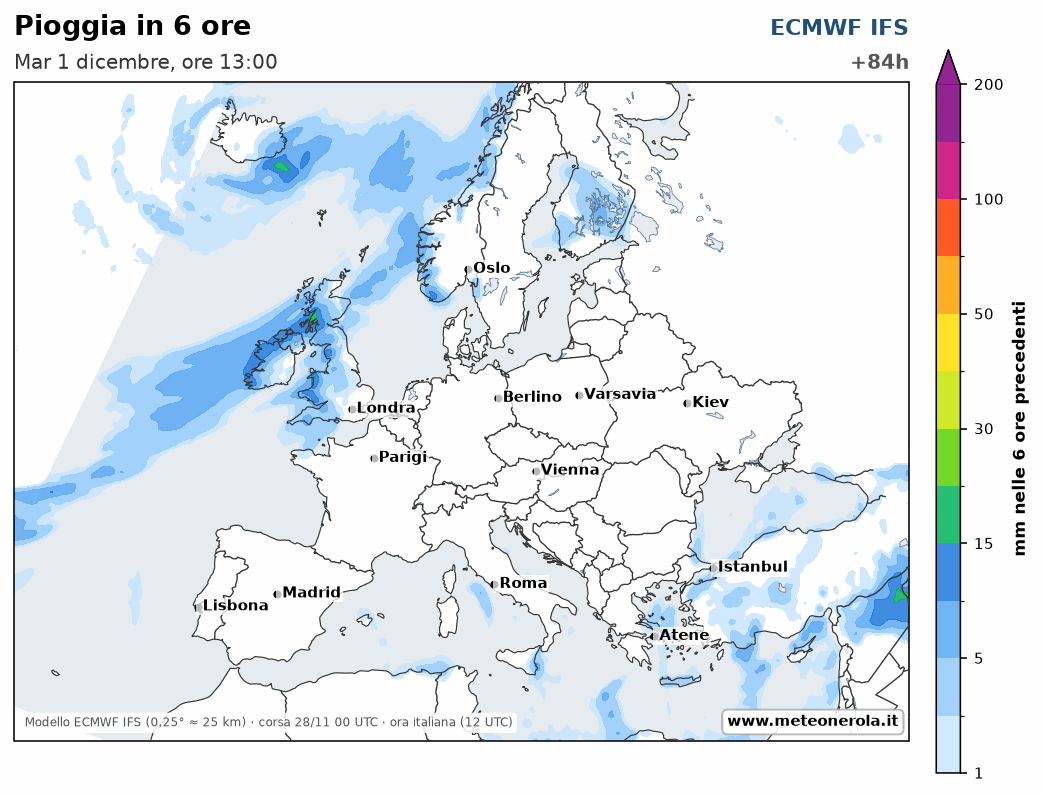 Pioggia in 6 ore
ECMWF IFS
Mar 1 dicembre, ore 13:00
+84h
200
100
50
30
15
5
1
mm nelle 6 ore precedenti
Oslo
Londra
Berlino
Varsavia
Kiev
Parigi
Vienna
Istanbul
Roma
Madrid
Lisbona
Atene
Modello ECMWF IFS (0,25° ≈ 25 km) · corsa 28/11 00 UTC · ora italiana (12 UTC)
www.meteonerola.it